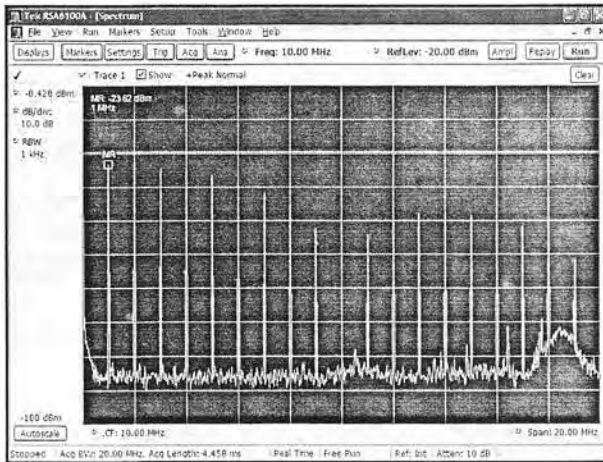 Tek RSA6100A - [Spectrum]
File View Run Markers Setup Tools Window Help
Displays Markers Settings Trig Acq Ana Freq: 10.00 MHz RefLev: -20.00 dBm Ampl Replay Run
Trace 1 Show +Peak Normal Clear
-0.428 dBm
dB/div:
10.0 dB
RBW
1 kHz
MR: -23.62 dBm
1 MHz
MR
-100 dBm
Autoscale CF: 10.00 MHz Span: 20.00 MHz
Stopped Acq BW: 20.00 MHz, Acq Length: 4.458 ms Real Time Free Run Ref: Int Atten: 10 dB